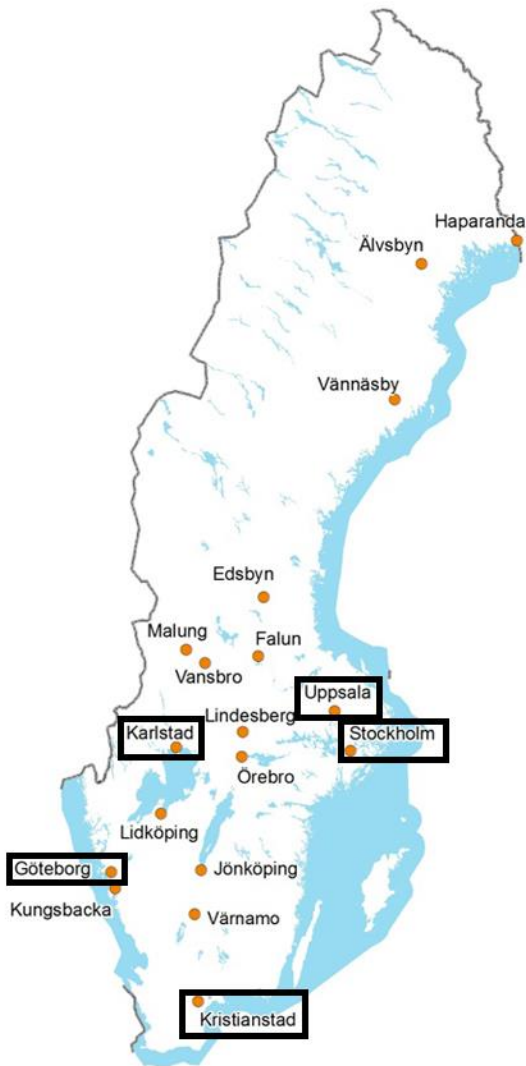 Haparanda
Älvsbyn
Vännäsby
Edsbyn
Malung
Falun
Vansbro
Uppsala
Lindesberg
Karlstad
Stockholm
Örebro
Lidköping
Göteborg
Jönköping
Kungsbacka
Värnamo
Kristianstad